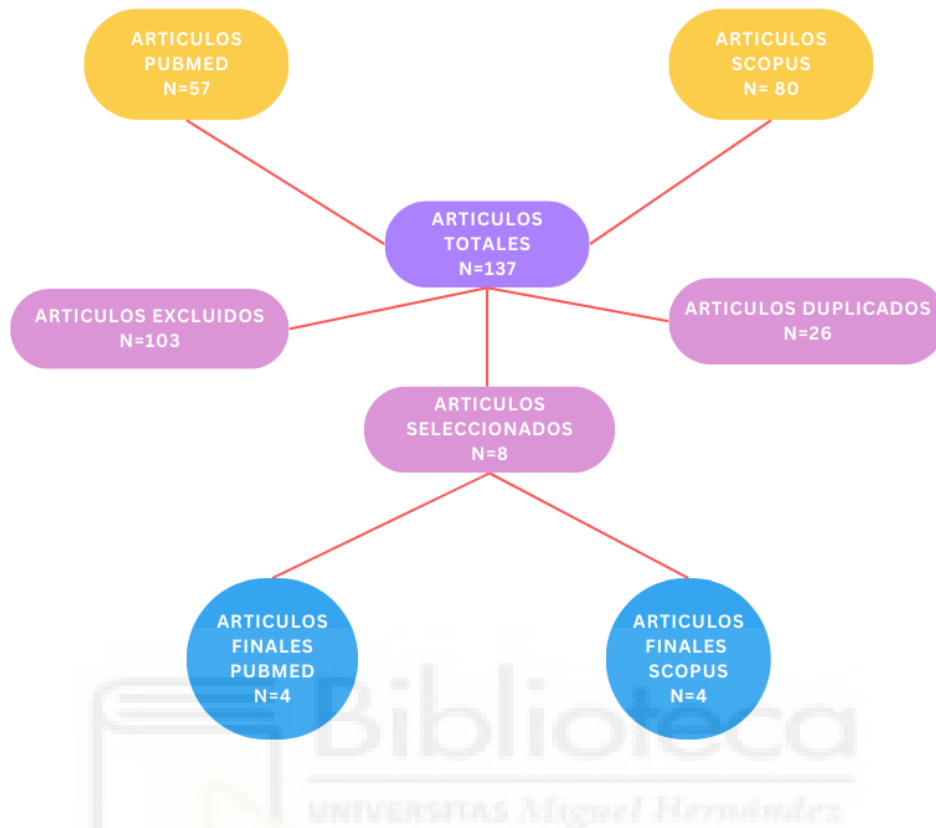 ARTICULOS
PUBMED
N=57
ARTICULOS
SCOPUS
N= 80
ARTICULOS
TOTALES
N=137
ARTICULOS EXCLUIDOS
N=103
ARTICULOS DUPLICADOS
N=26
ARTICULOS
SELECCIONADOS
N=8
ARTICULOS
FINALES
PUBMED
N=4
ARTICULOS
FINALES
SCOPUS
N=4
Biblioteca
UNIVERSITAS Miguel Hernández